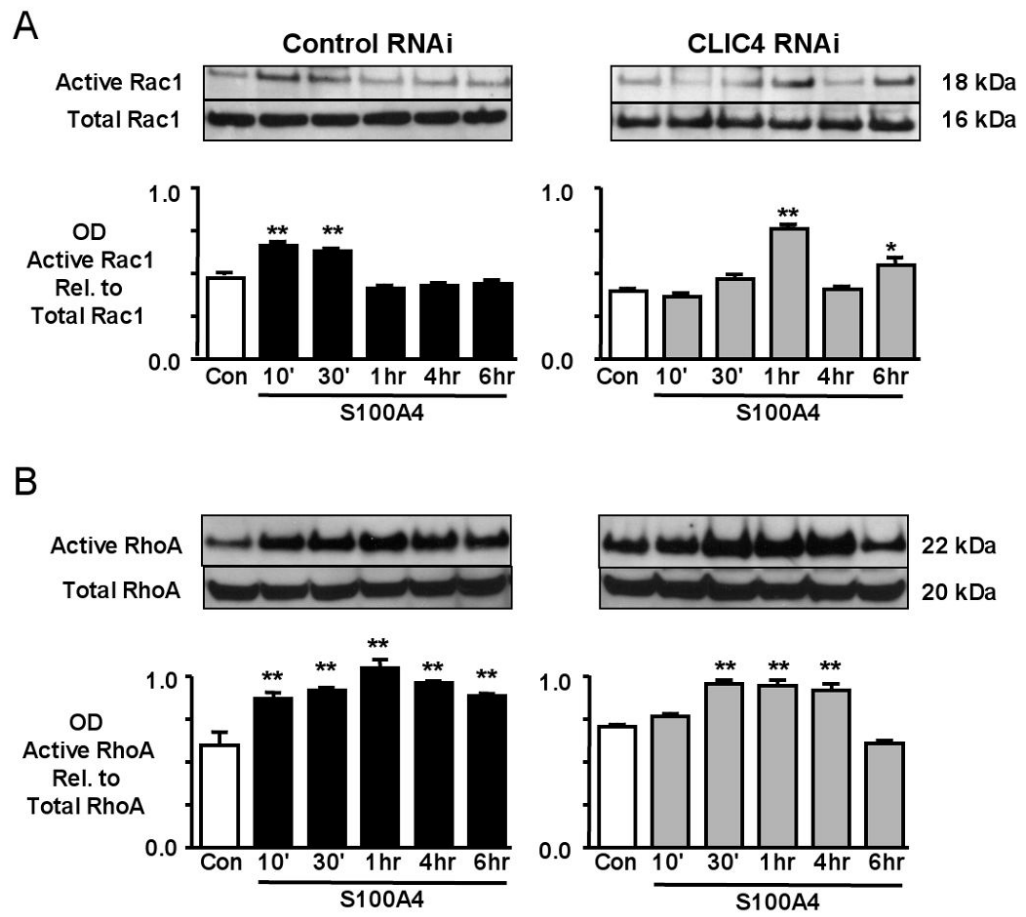 A
Control RNAi
CLIC4 RNAi
Active Rac1
18 kDa
Total Rac1
16 kDa
1.0
1.0
OD
Active Rac1
Rel. to
Total Rac1
** **
**
*
0.0
0.0
Con 10' 30' 1hr 4hr 6hr
10' 30' 1hr 4hr 6hr
Con
S100A4
S100A4
B
Active RhoA
22 kDa
Total RhoA
20 kDa
1.0
1.0
OD
Active RhoA
Rel. to
Total RhoA
** ** ** ** **
** ** **
0.0
0.0
Con 10' 30' 1hr 4hr 6hr
Con 10' 30' 1hr 4hr 6hr
S100A4
S100A4